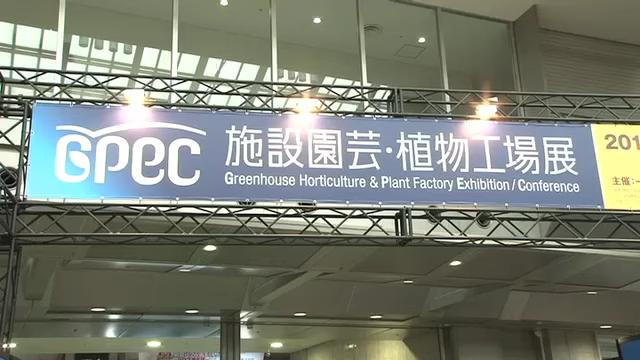 GPEC
施設園芸・植物工場展
Greenhouse Horticulture & Plant Factory Exhibition / Conference
201
主催:一